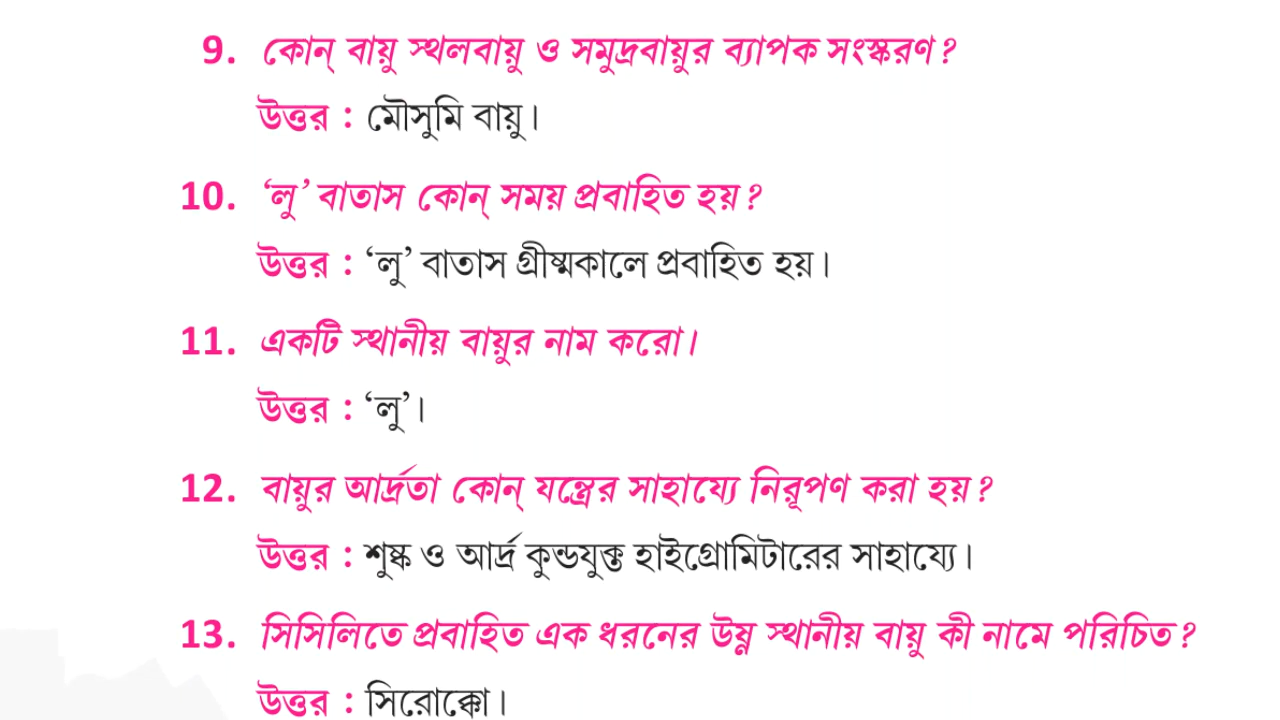 9. কোন্ বায়ু স্থলবায়ু ও সমুদ্রবায়ুর ব্যাপক সংস্করণ?
উত্তর : মৌসুমি বায়ু।
10. ‘লু’ বাতাস কোন্ সময় প্রবাহিত হয়?
উত্তর : ‘লু’ বাতাস গ্রীষ্মকালে প্রবাহিত হয়।
11. একটি স্থানীয় বায়ুর নাম করো।
উত্তর : ‘লু’।
12. বায়ুর আর্দ্রতা কোন্ যন্ত্রের সাহায্যে নিরূপণ করা হয়?
উত্তর : শুষ্ক ও আর্দ্র কুন্ডযুক্ত হাইগ্রোমিটারের সাহায্যে।
13. সিসিলিতে প্রবাহিত এক ধরনের উষ্ণ স্থানীয় বায়ু কী নামে পরিচিত?
উত্তর : সিরোক্কো।